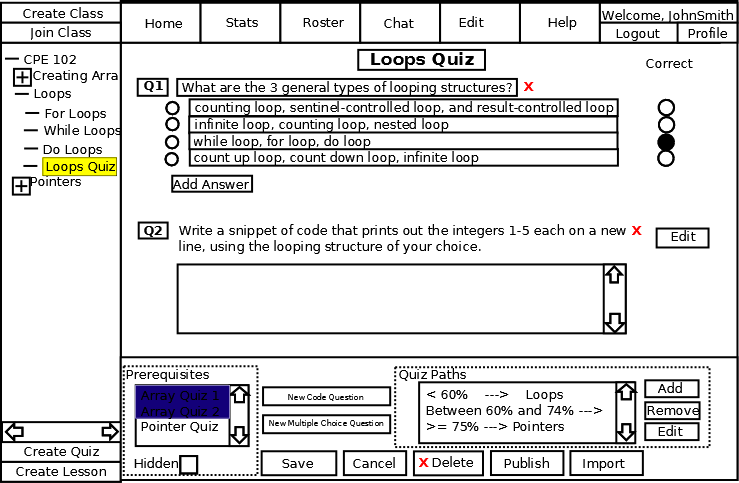 Create Class
Join Class
Home
Stats
Roster
Chat
Edit
Help
Welcome, JohnSmith
Logout
Profile
CPE 102
Creating Arra
Loops
For Loops
While Loops
Do Loops
Loops Quiz
Pointers
Loops Quiz
Correct
Q1 What are the 3 general types of looping structures? X
counting loop, sentinel-controlled loop, and result-controlled loop
infinite loop, counting loop, nested loop
while loop, for loop, do loop
count up loop, count down loop, infinite loop
Add Answer
Q2 Write a snippet of code that prints out the integers 1-5 each on a new X
line, using the looping structure of your choice.
Edit
Prerequisites
Array Quiz 1
Array Quiz 2
Pointer Quiz
Hidden
New Code Question
New Multiple Choice Question
Quiz Paths
< 60% ---> Loops
Between 60% and 74% --->
>= 75% ---> Pointers
Add
Remove
Edit
Create Quiz
Create Lesson
Save
Cancel
X Delete
Publish
Import